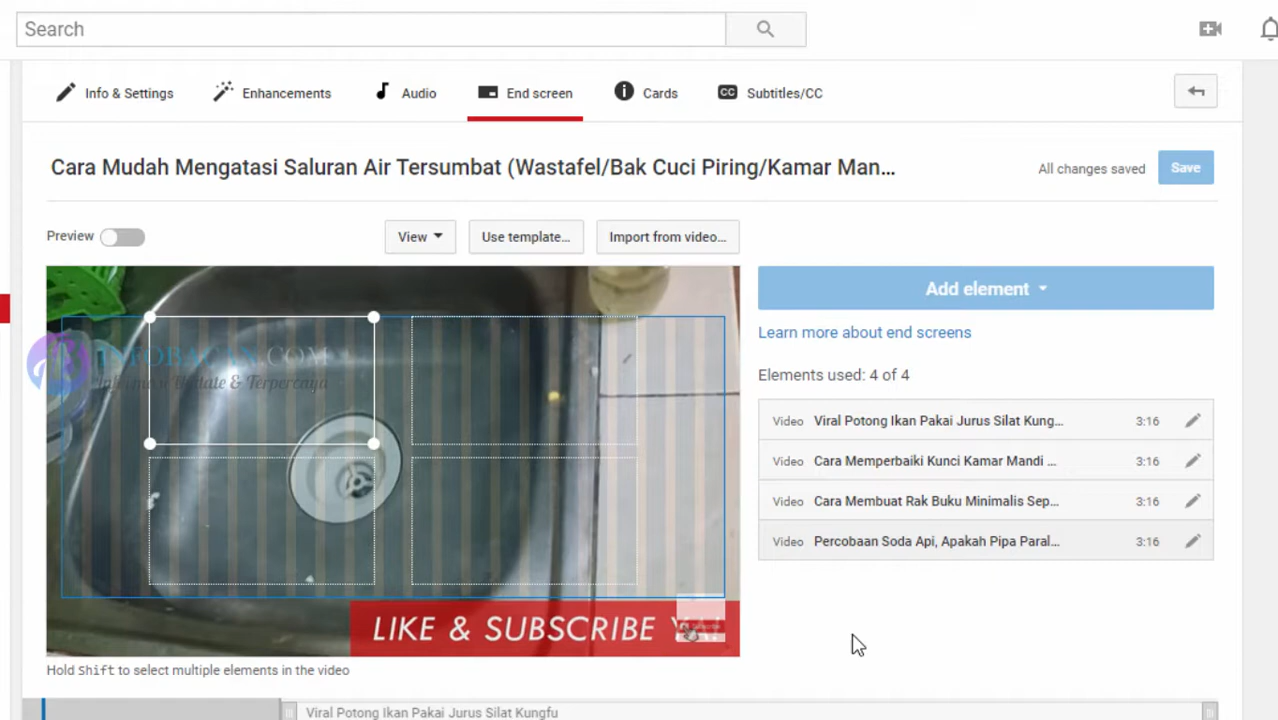 Search
Info & Settings
Enhancements
Audio
End screen
Cards
CC Subtitles/CC
Cara Mudah Mengatasi Saluran Air Tersumbat (Wastafel/Bak Cuci Piring/Kamar Man...
All changes saved
Save
Preview
View
Use template...
Import from video...
Add element
Learn more about end screens
Elements used: 4 of 4
Video Viral Potong Ikan Pakai Jurus Silat Kung... 3:16
Video Cara Memperbaiki Kunci Kamar Mandi ... 3:16
Video Cara Membuat Rak Buku Minimalis Sep... 3:16
Video Percobaan Soda Api, Apakah Pipa Paral... 3:16
.COM
Update & Terpercaya
LIKE & SUBSCRIBE
Hold Shift to select multiple elements in the video
Viral Potong Ikan Pakai Jurus Silat Kungfu